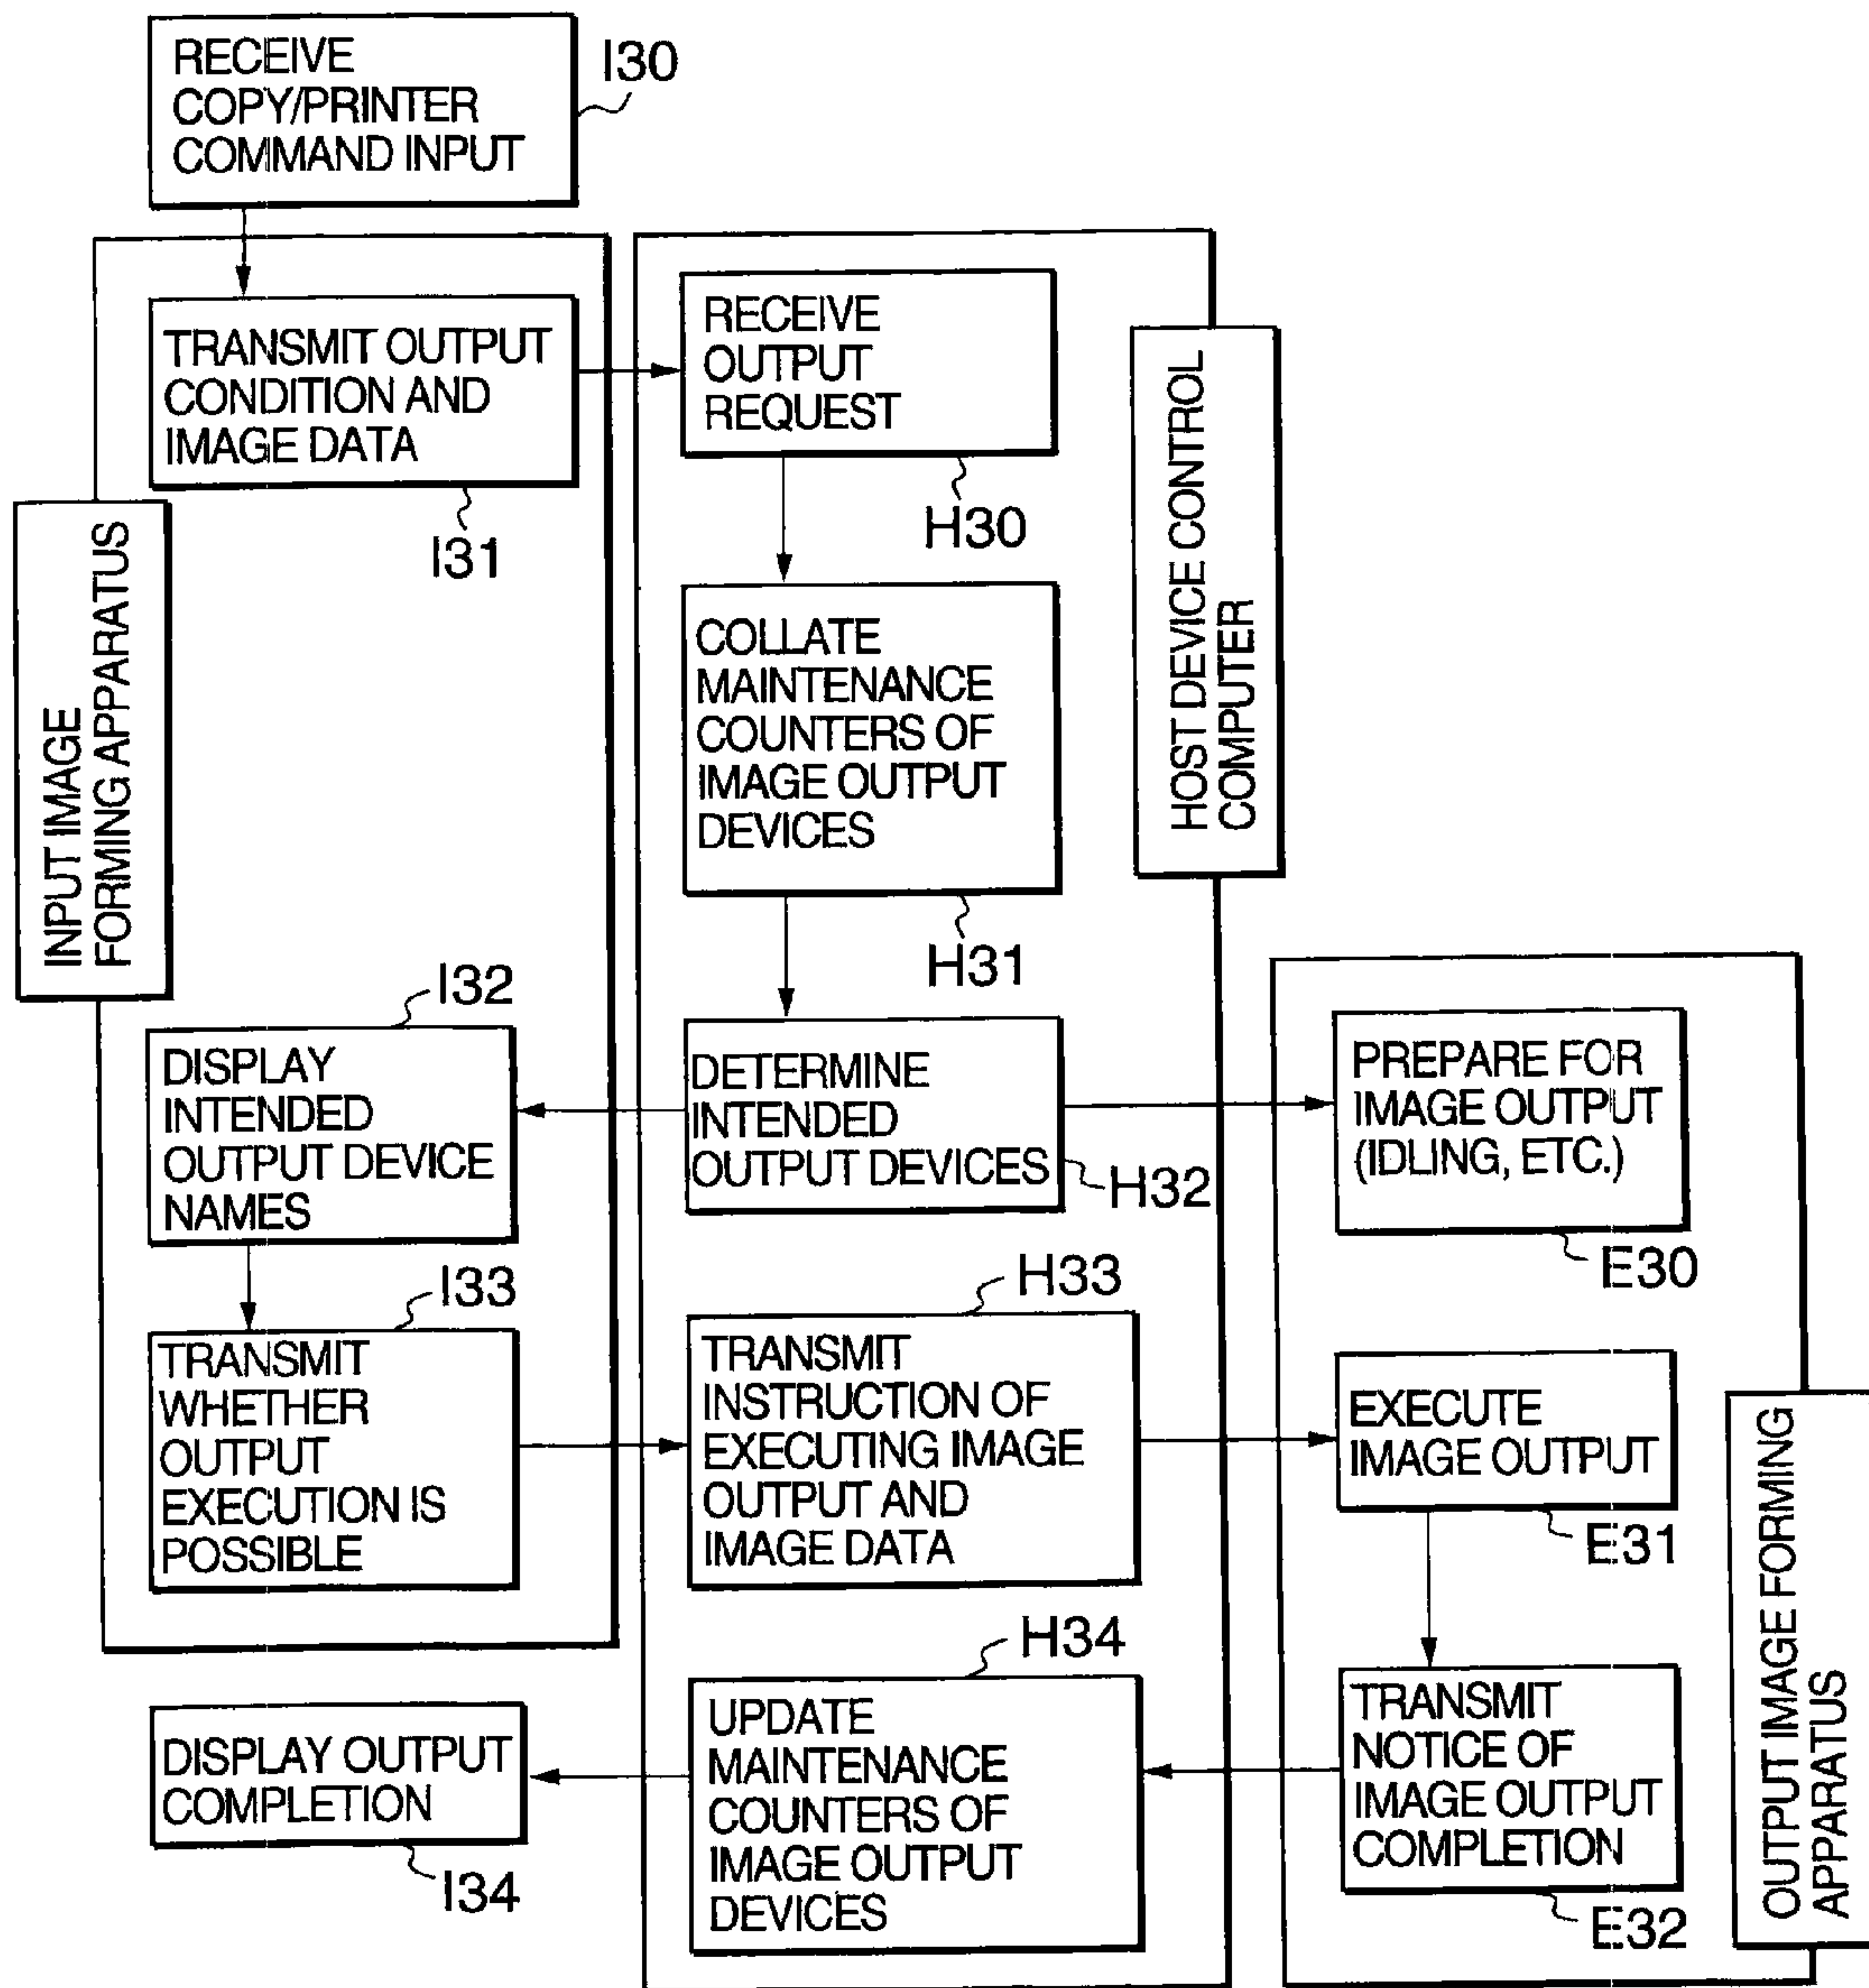 RECEIVE
COPY/PRINTER
COMMAND INPUT
I30
TRANSMIT OUTPUT
CONDITION AND
IMAGE DATA
I31
INPUT IMAGE
FORMING APPARATUS
RECEIVE
OUTPUT
REQUEST
H30
HOST DEVICE CONTROL
COMPUTER
COLLATE
MAINTENANCE
COUNTERS OF
IMAGE OUTPUT
DEVICES
H31
I32
DISPLAY
INTENDED
OUTPUT DEVICE
NAMES
DETERMINE
INTENDED
OUTPUT DEVICES
H32
PREPARE FOR
IMAGE OUTPUT
(IDLING, ETC.)
E30
I33
TRANSMIT
WHETHER
OUTPUT
EXECUTION IS
POSSIBLE
H33
TRANSMIT
INSTRUCTION OF
EXECUTING IMAGE
OUTPUT AND
IMAGE DATA
EXECUTE
IMAGE OUTPUT
E31
OUTPUT IMAGE FORMING
APPARATUS
DISPLAY OUTPUT
COMPLETION
I34
H34
UPDATE
MAINTENANCE
COUNTERS OF
IMAGE OUTPUT
DEVICES
TRANSMIT
NOTICE OF
IMAGE OUTPUT
COMPLETION
E32